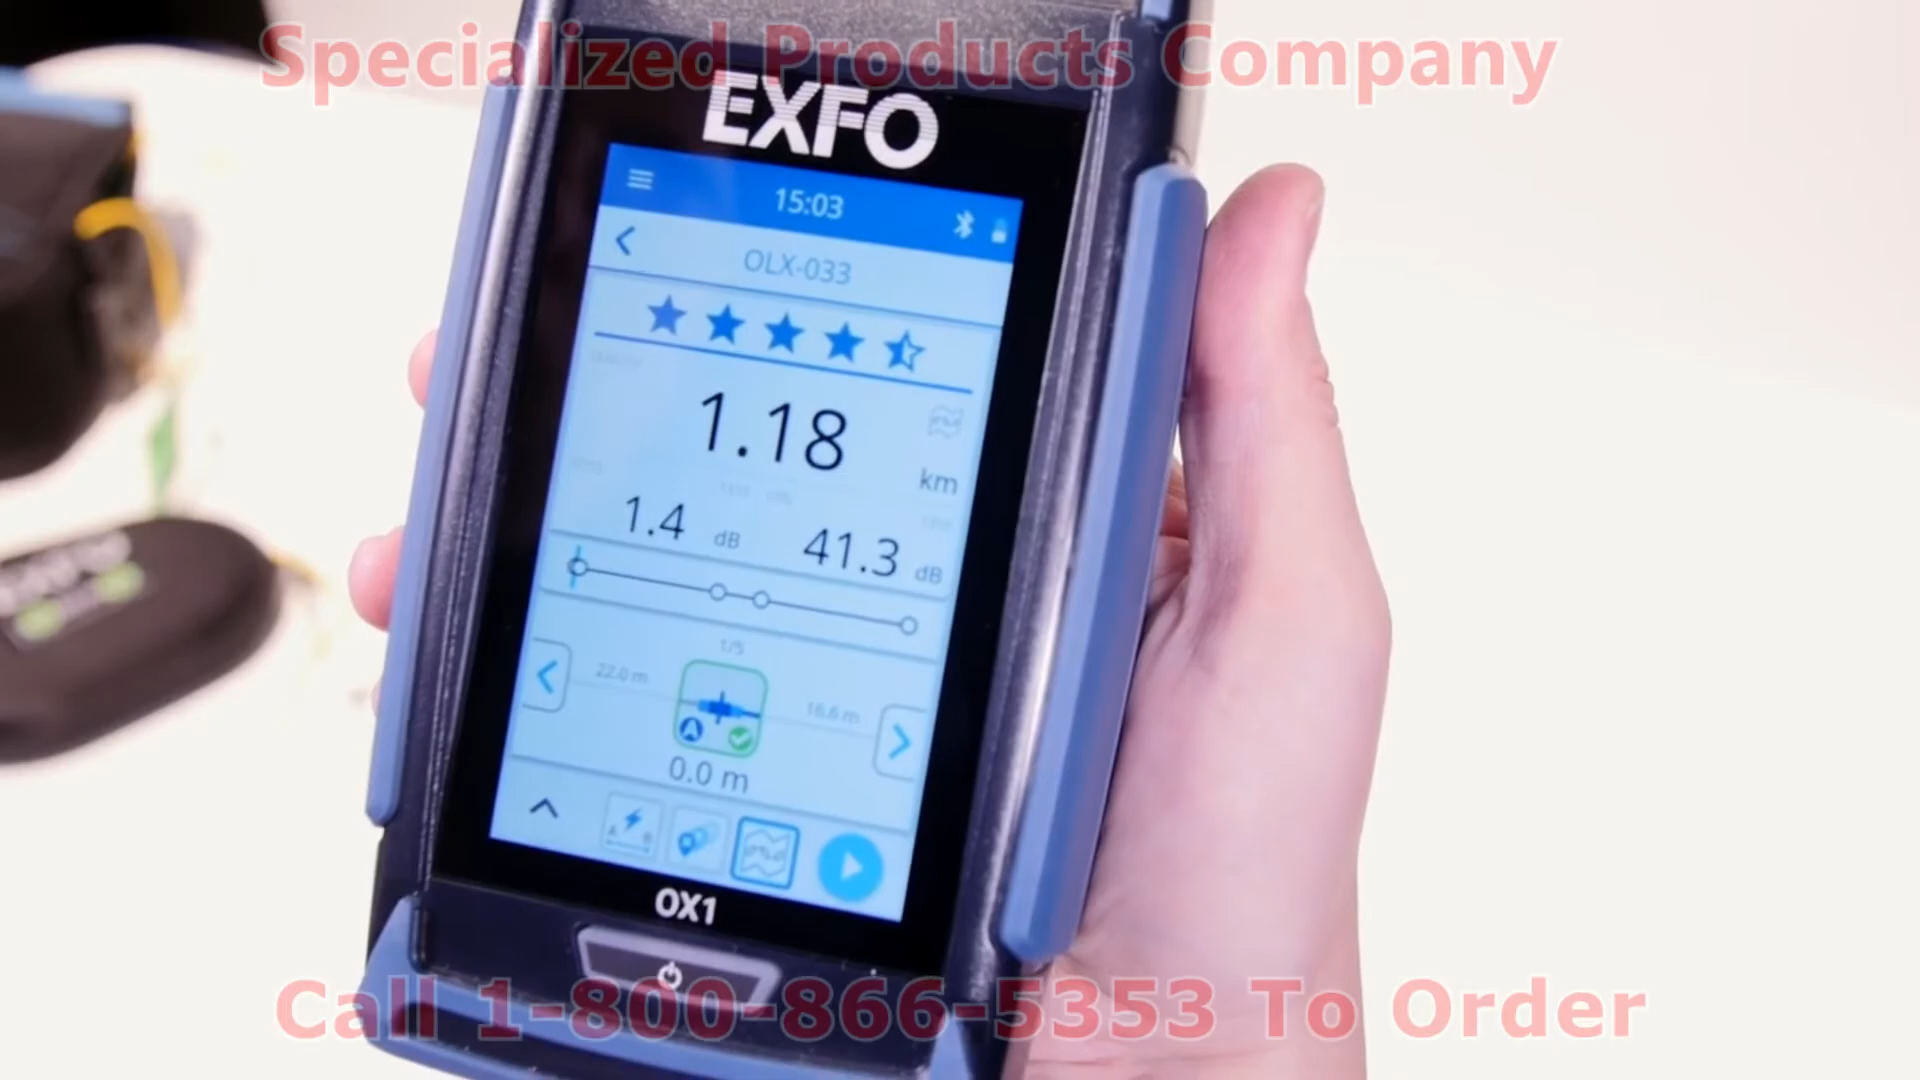 Specialized Products Company
EXFO
15:03
OLX-033
1.18
km
1.4 dB 41.3 dB
1/5
22.0 m
16.6 m
A
0.0 m
A B
OX1
Call 1-800-866-5353 To Order